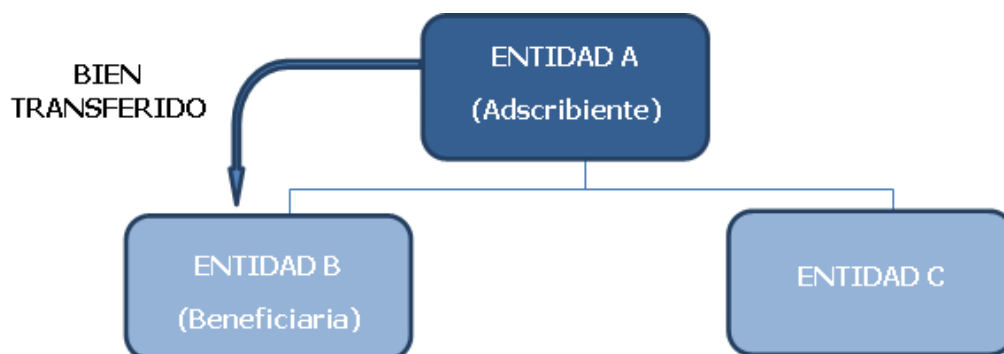 ENTIDAD A
(Adscribiente)
BIEN
TRANSFERIDO
ENTIDAD B
(Beneficiaria)
ENTIDAD C